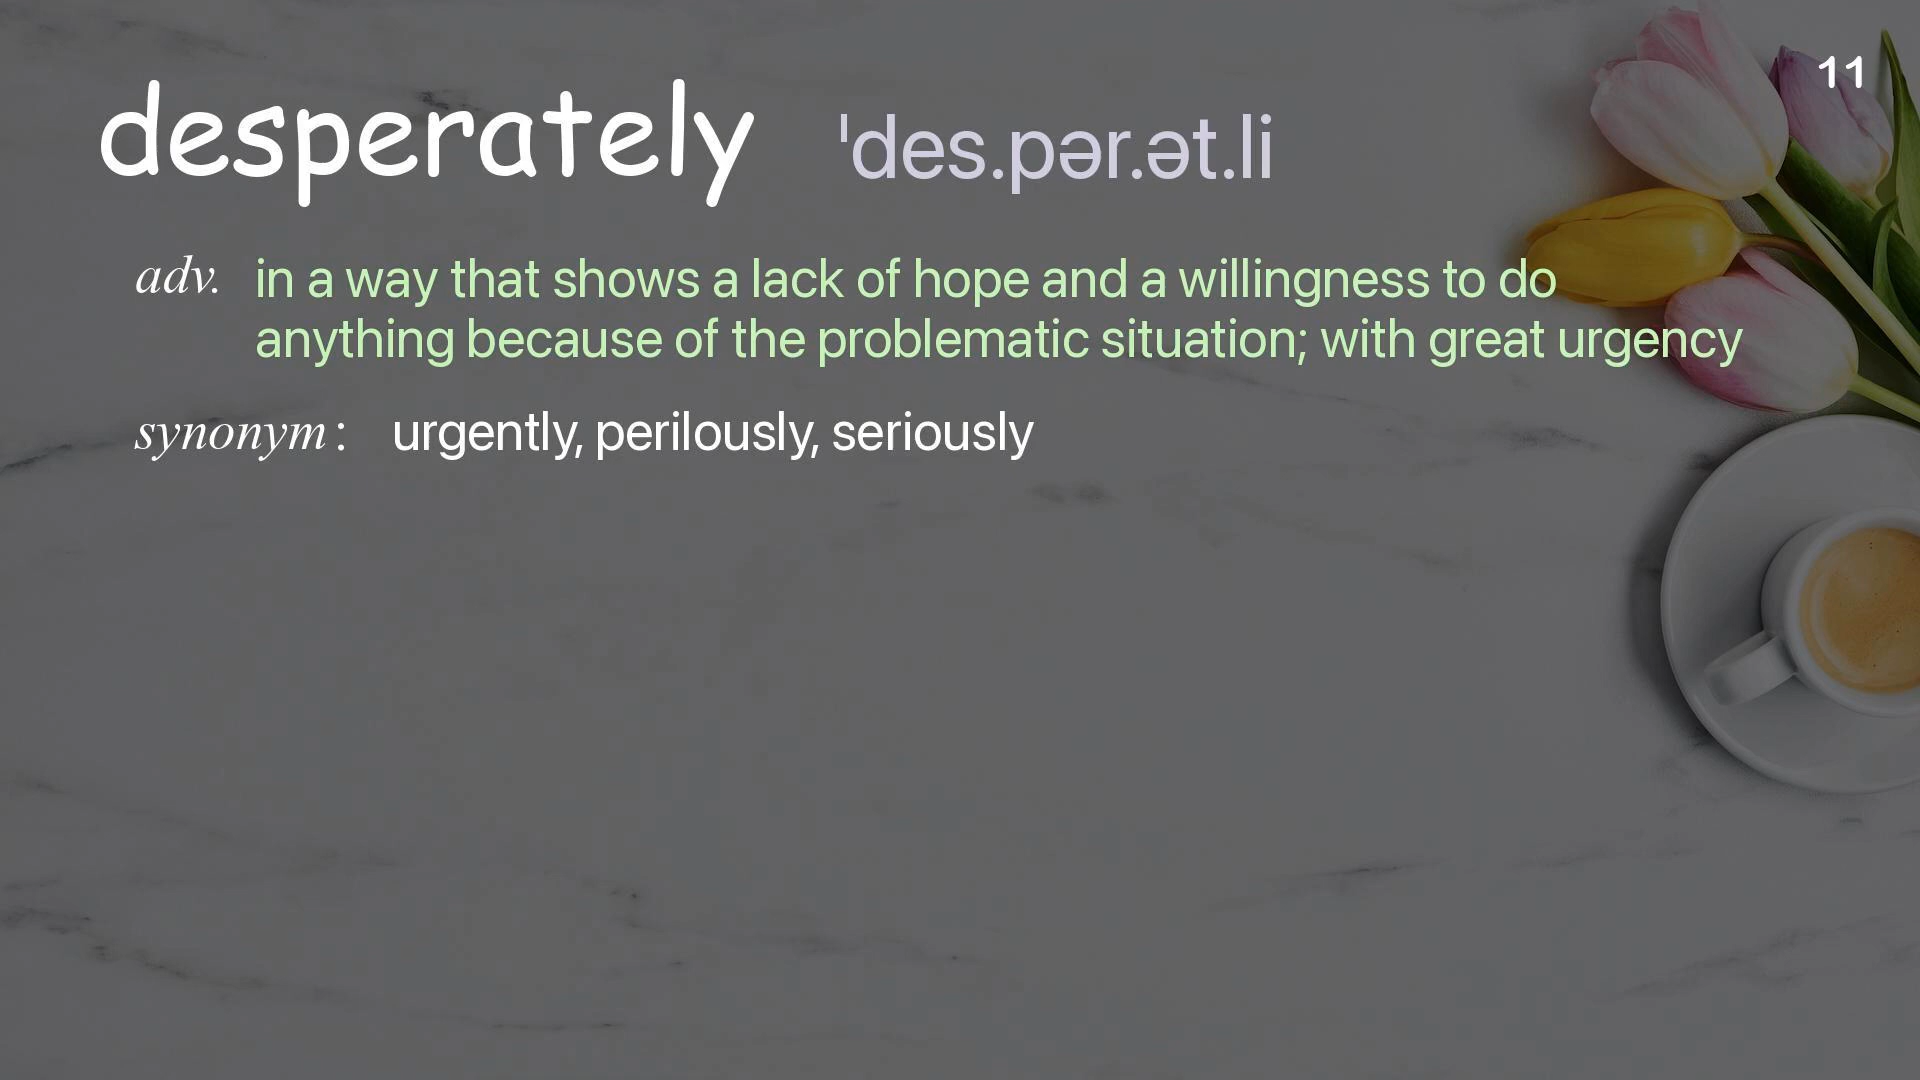 11
desperately ˈdes.pər.ət.li
adv. in a way that shows a lack of hope and a willingness to do
anything because of the problematic situation; with great urgency
synonym: urgently, perilously, seriously